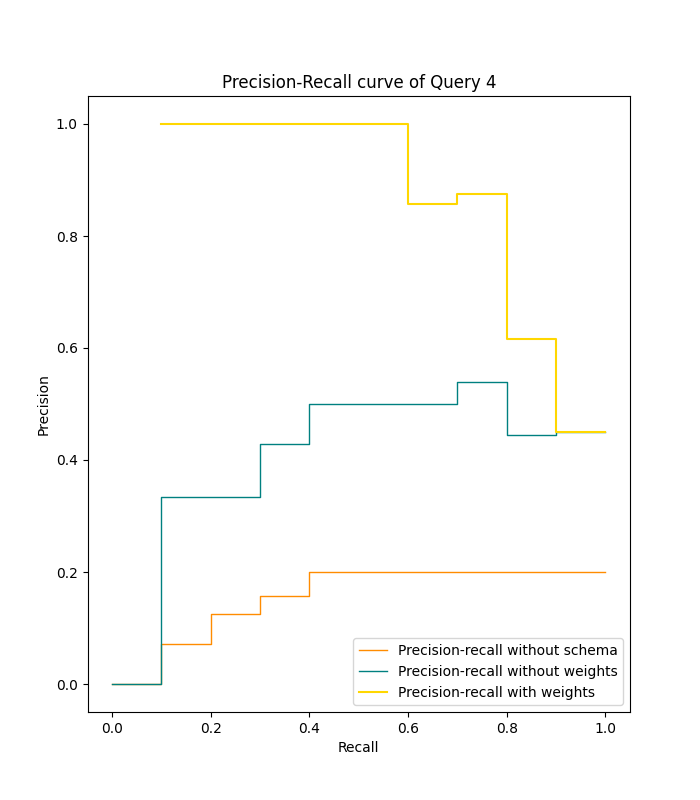 Precision-Recall curve of Query 4
1.0
0.8
0.6
0.4
0.2
0.0
Precision
Precision-recall without schema
Precision-recall without weights
Precision-recall with weights
0.0 0.2 0.4 0.6 0.8 1.0
Recall